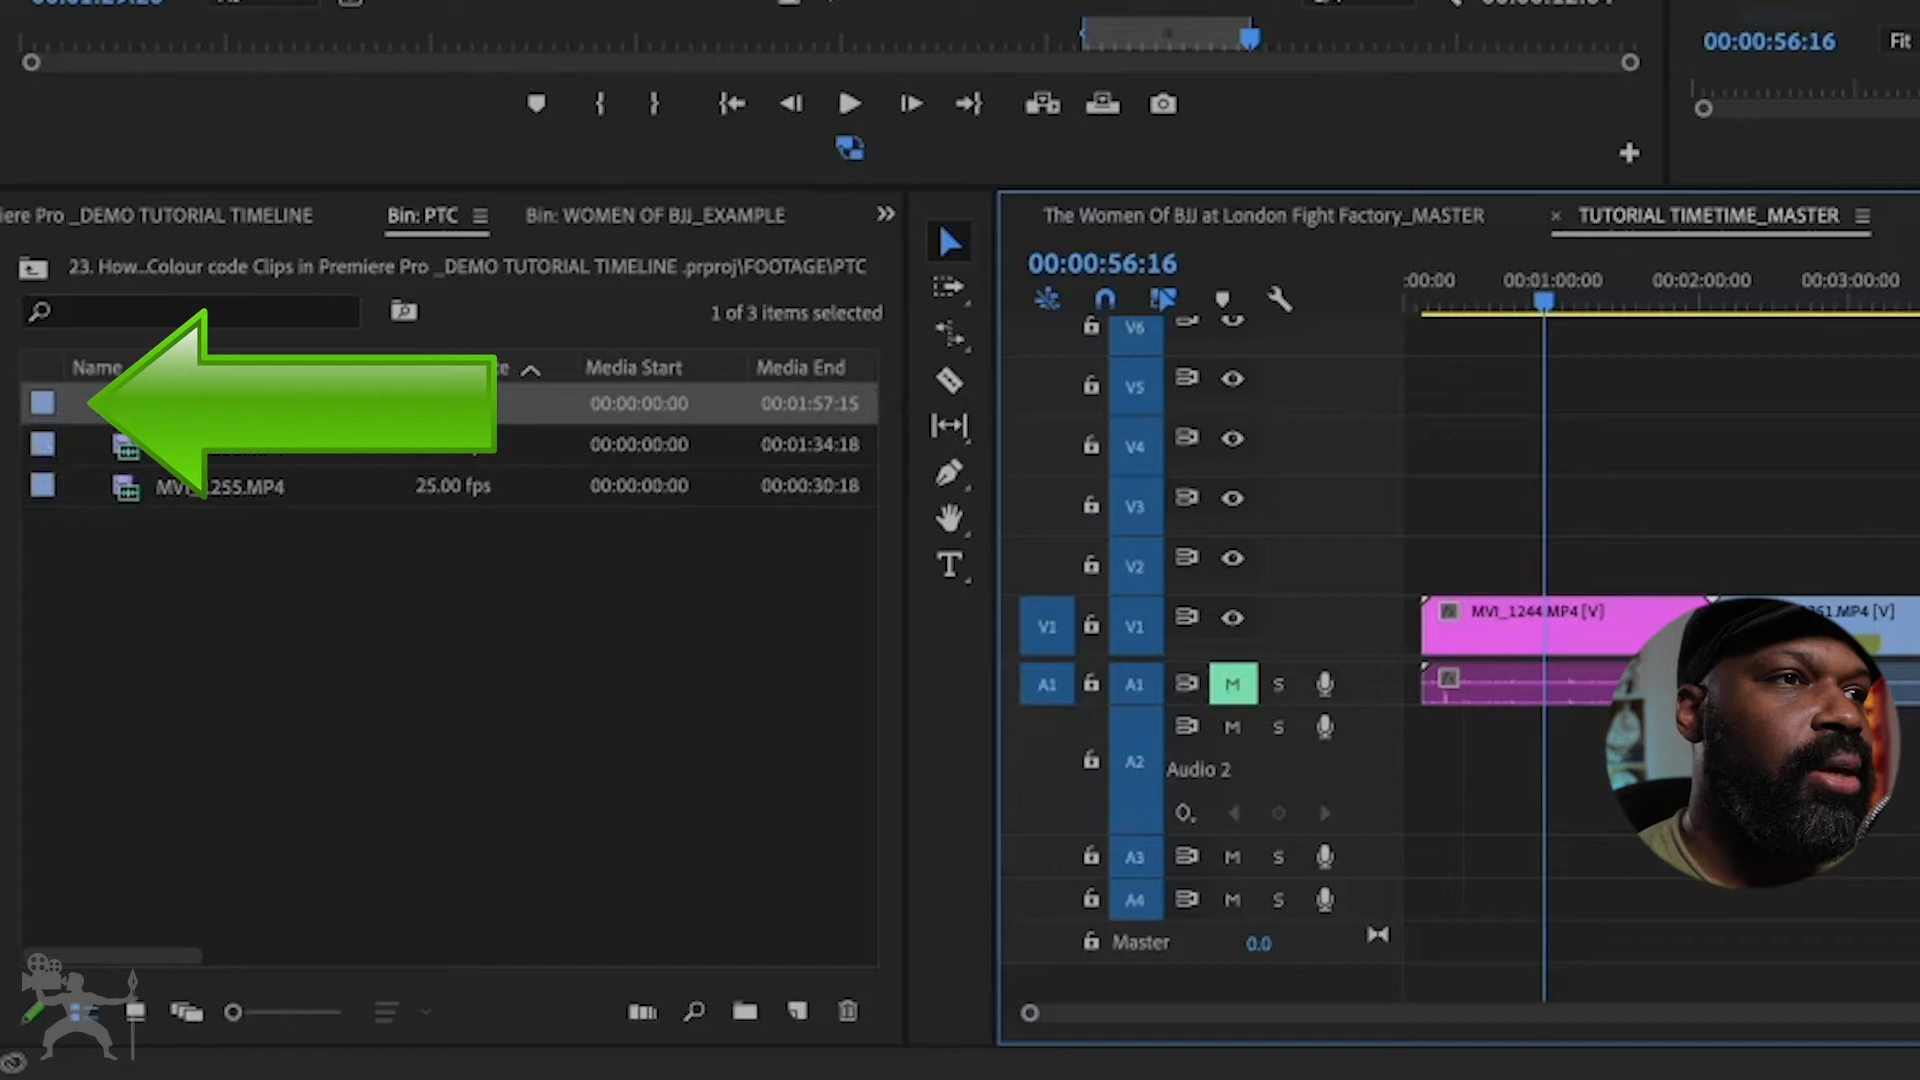 00:00:56:16
Fit
iere Pro _DEMO TUTORIAL TIMELINE
Bin: PTC
Bin: WOMEN OF BJJ_EXAMPLE
23. How...Colour code Clips in Premiere Pro _DEMO TUTORIAL TIMELINE .prproj\FOOTAGE\PTC
1 of 3 items selected
Name
Media Start
Media End
00:00:00:00
00:01:57:15
00:00:00:00
00:01:34:18
25.00 fps
00:00:00:00
00:00:30:18
T
The Women Of BJJ at London Fight Factory_MASTER
× TUTORIAL TIMETIME_MASTER
00:00:56:16
:00:00
00:01:00:00
00:02:00:00
00:03:00:00
V6
V5
V4
V3
V2
V1
V1
A1
A1
M
S
A2
M
S
Audio 2
A3
M
S
A4
M
S
Master
0.0
MVI_1244.MP4 [V]
.MP4 [V]